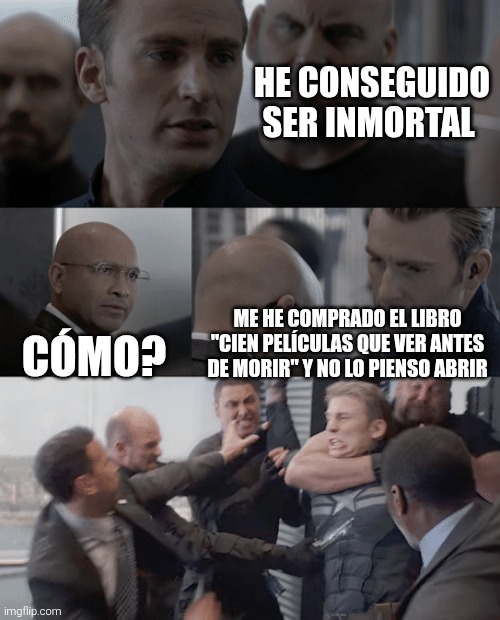 HE CONSEGUIDO
SER INMORTAL
CÓMO?
ME HE COMPRADO EL LIBRO
"CIEN PELÍCULAS QUE VER ANTES
DE MORIR" Y NO LO PIENSO ABRIR
imgflip.com